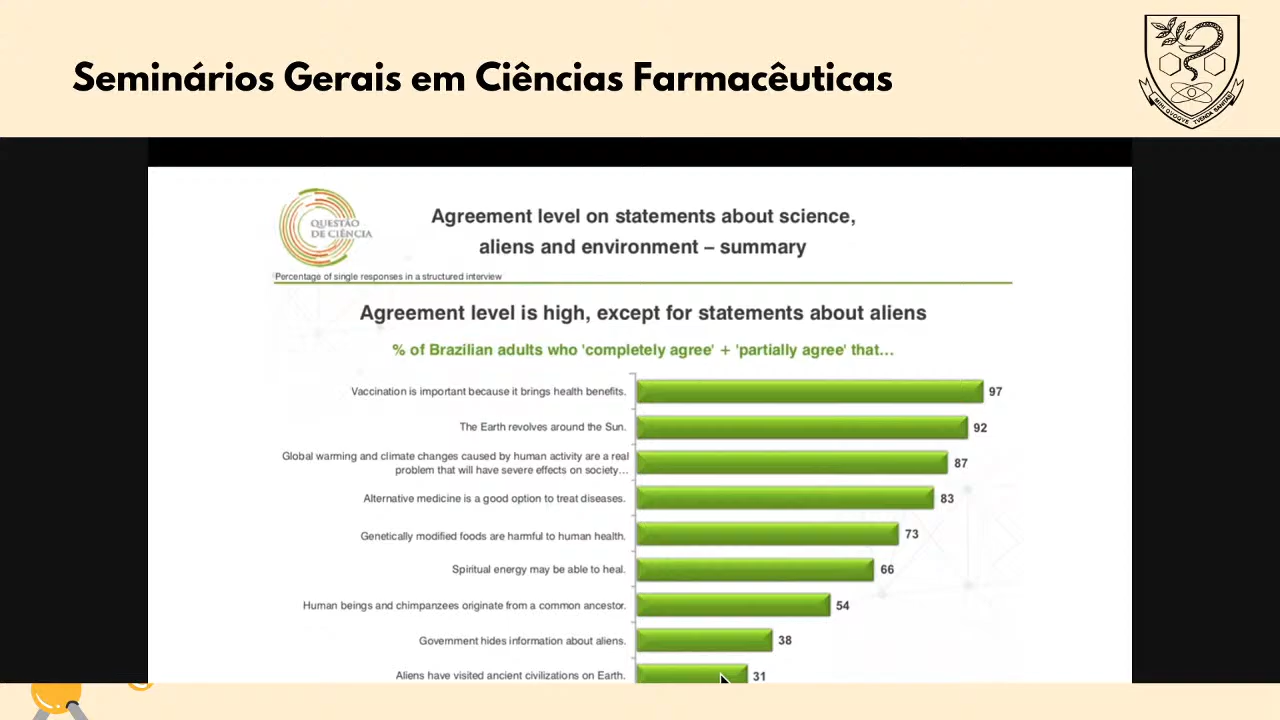 Seminários Gerais em Ciências Farmacêuticas
QUESTÃO
DE CIÊNCIA
Agreement level on statements about science,
aliens and environment – summary
Percentage of single responses in a structured interview
Agreement level is high, except for statements about aliens
% of Brazilian adults who 'completely agree' + 'partially agree' that...
Vaccination is important because it brings health benefits. 97
The Earth revolves around the Sun. 92
Global warming and climate changes caused by human activity are a real
problem that will have severe effects on society... 87
Alternative medicine is a good option to treat diseases. 83
Genetically modified foods are harmful to human health. 73
Spiritual energy may be able to heal. 66
Human beings and chimpanzees originate from a common ancestor. 54
Government hides information about aliens. 38
Aliens have visited ancient civilizations on Earth. 31